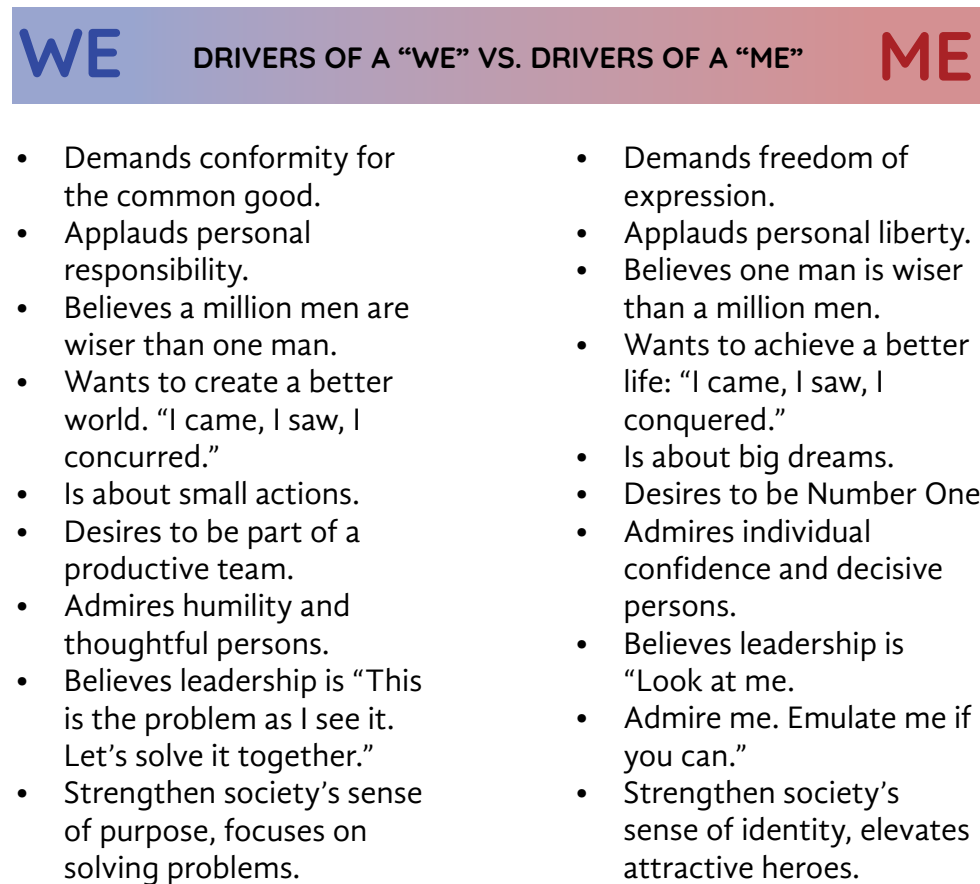 WE DRIVERS OF A “WE” VS. DRIVERS OF A “ME” ME
• Demands conformity for
the common good.
• Applauds personal
responsibility.
• Believes a million men are
wiser than one man.
• Wants to create a better
world. “I came, I saw, I
concurred.”
• Is about small actions.
• Desires to be part of a
productive team.
• Admires humility and
thoughtful persons.
• Believes leadership is “This
is the problem as I see it.
Let’s solve it together.”
• Strengthen society’s sense
of purpose, focuses on
solving problems.
• Demands freedom of
expression.
• Applauds personal liberty.
• Believes one man is wiser
than a million men.
• Wants to achieve a better
life: “I came, I saw, I
conquered.”
• Is about big dreams.
• Desires to be Number One
• Admires individual
confidence and decisive
persons.
• Believes leadership is
“Look at me.
• Admire me. Emulate me if
you can.”
• Strengthen society’s
sense of identity, elevates
attractive heroes.